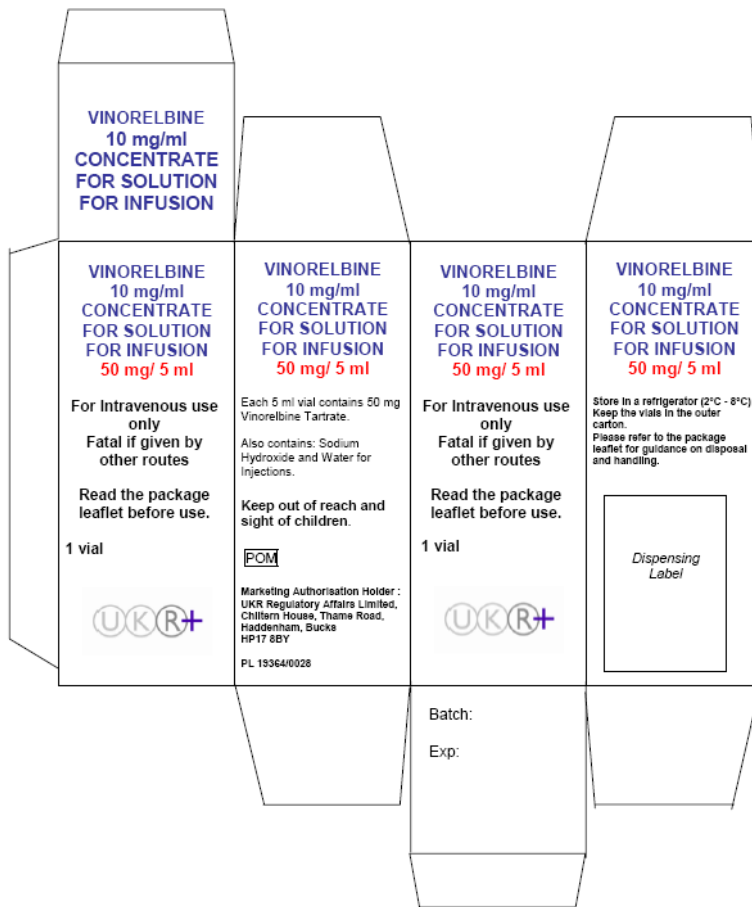 VINORELBINE
10 mg/ml
CONCENTRATE
FOR SOLUTION
FOR INFUSION
VINORELBINE
10 mg/ml
CONCENTRATE
FOR SOLUTION
FOR INFUSION
50 mg/ 5 ml
For Intravenous use
only
Fatal if given by
other routes
Read the package
leaflet before use.
1 vial
UKR+
VINORELBINE
10 mg/ml
CONCENTRATE
FOR SOLUTION
FOR INFUSION
50 mg/ 5 ml
Each 5 ml vial contains 50 mg
Vinorelbine Tartrate.
Also contains: Sodium
Hydroxide and Water for
Injections.
Keep out of reach and
sight of children.
POM
Marketing Authorisation Holder :
UKR Regulatory Affairs Limited,
Chiltern House, Thame Road,
Haddenham, Bucks
HP17 8BY
PL 19364/0028
VINORELBINE
10 mg/ml
CONCENTRATE
FOR SOLUTION
FOR INFUSION
50 mg/ 5 ml
For Intravenous use
only
Fatal if given by
other routes
Read the package
leaflet before use.
1 vial
UKR+
VINORELBINE
10 mg/ml
CONCENTRATE
FOR SOLUTION
FOR INFUSION
50 mg/ 5 ml
Store in a refrigerator (2°C - 8°C)
Keep the vials in the outer
carton.
Please refer to the package
leaflet for guidance on disposal
and handling.
Dispensing
Label
Batch:
Exp: